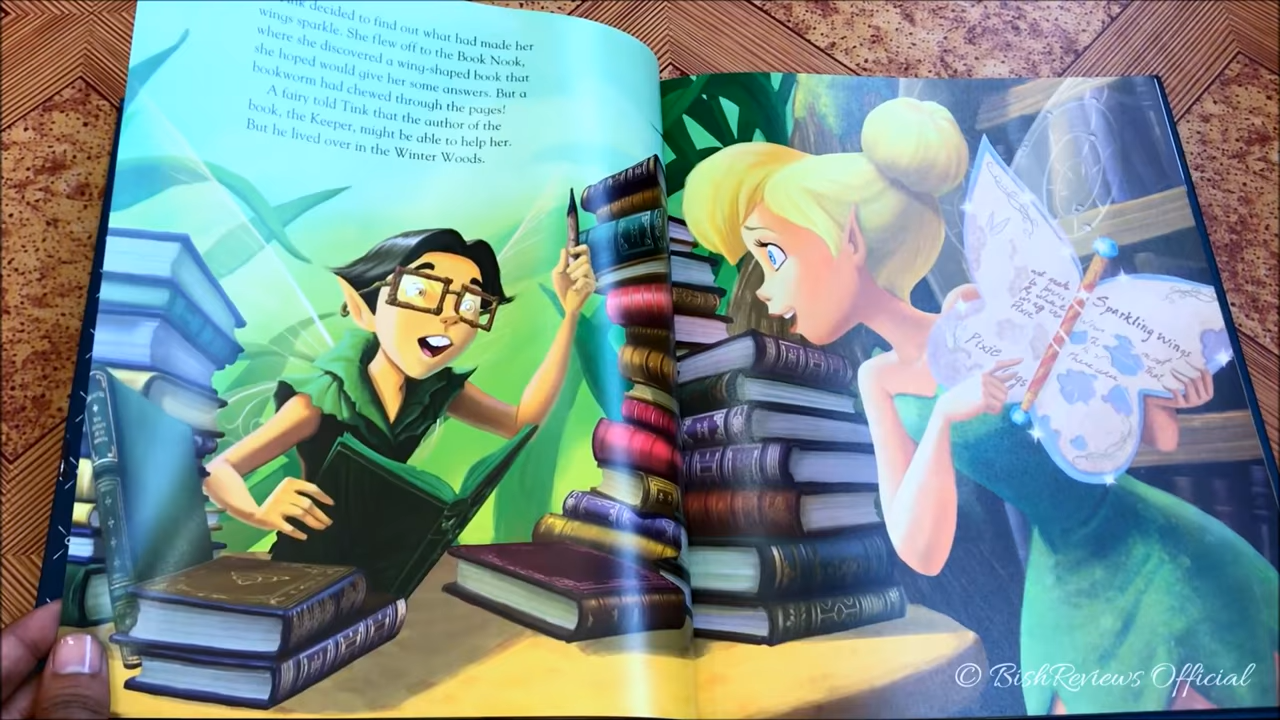 decided to find out what had made her
wings sparkle. She flew off to the Book Nook,
where she discovered a wing-shaped book that
she hoped would give her some answers. But a
bookworm had chewed through the pages!
A fairy told Tink that the author of the
book, the Keeper, might be able to help her.
But he lived over in the Winter Woods.
Pixie
Sparkling wings
© BishReviews Official